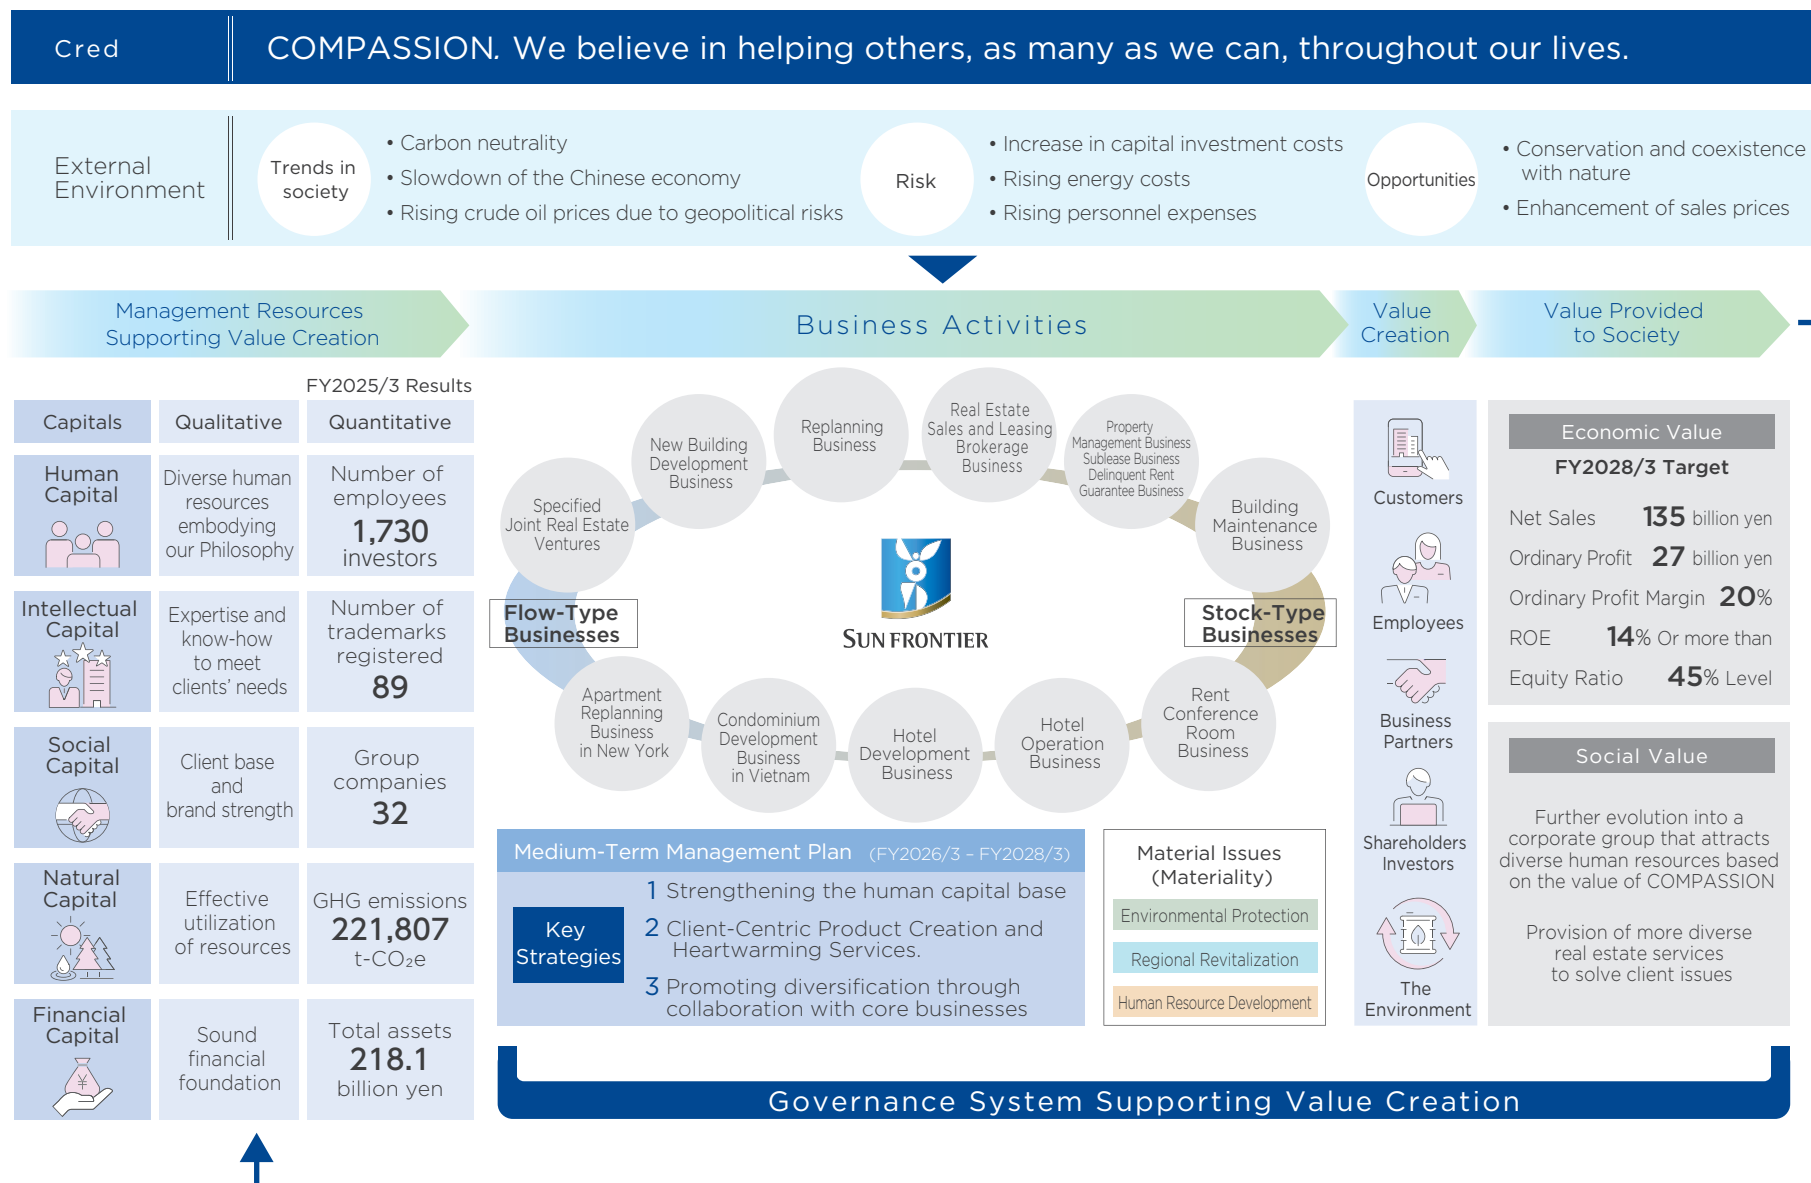 Cred
COMPASSION. We believe in helping others, as many as we can, throughout our lives.
External
Environment
Trends in
society
• Carbon neutrality
• Slowdown of the Chinese economy
• Rising crude oil prices due to geopolitical risks
Risk
• Increase in capital investment costs
• Rising energy costs
• Rising personnel expenses
Opportunities
• Conservation and coexistence
with nature
• Enhancement of sales prices
Management Resources
Supporting Value Creation
Business Activities
Value
Creation
Value Provided
to Society
FY2025/3 Results
Capitals
Qualitative
Quantitative
Human
Capital
Diverse human
resources
embodying
our Philosophy
Number of
employees
1,730
investors
Intellectual
Capital
Expertise and
know-how
to meet
clients' needs
Number of
trademarks
registered
89
Social
Capital
Client base
and
brand strength
Group
companies
32
Natural
Capital
Effective
utilization
of resources
GHG emissions
221,807
t-CO₂e
Financial
Capital
Sound
financial
foundation
Total assets
218.1
billion yen
Specified
Joint Real Estate
Ventures
New Building
Development
Business
Replanning
Business
Real Estate
Sales and Leasing
Brokerage
Business
Property
Management Business
Sublease Business
Delinquent Rent
Guarantee Business
Building
Maintenance
Business
Flow-Type
Businesses
SUN FRONTIER
Stock-Type
Businesses
Apartment
Replanning
Business
in New York
Condominium
Development
Business
in Vietnam
Hotel
Development
Business
Hotel
Operation
Business
Rent
Conference
Room
Business
Medium-Term Management Plan (FY2026/3 – FY2028/3)
Key
Strategies
1 Strengthening the human capital base
2 Client-Centric Product Creation and
Heartwarming Services.
3 Promoting diversification through
collaboration with core businesses
Material Issues
(Materiality)
Environmental Protection
Regional Revitalization
Human Resource Development
Customers
Employees
Business
Partners
Shareholders
Investors
The
Environment
Economic Value
FY2028/3 Target
Net Sales 135 billion yen
Ordinary Profit 27 billion yen
Ordinary Profit Margin 20%
ROE 14% Or more than
Equity Ratio 45% Level
Social Value
Further evolution into a
corporate group that attracts
diverse human resources based
on the value of COMPASSION
Provision of more diverse
real estate services
to solve client issues
Governance System Supporting Value Creation